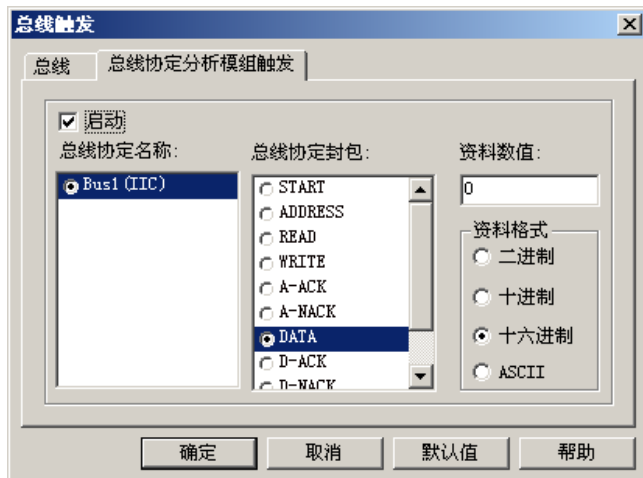 总线触发
总线
总线协定分析模组触发
启动
总线协定名称:
总线协定封包:
资料数值:
Bus1(IIC)
START
ADDRESS
READ
WRITE
A-ACK
A-NACK
DATA
D-ACK
D-NACK
0
资料格式
二进制
十进制
十六进制
ASCII
确定
取消
默认值
帮助